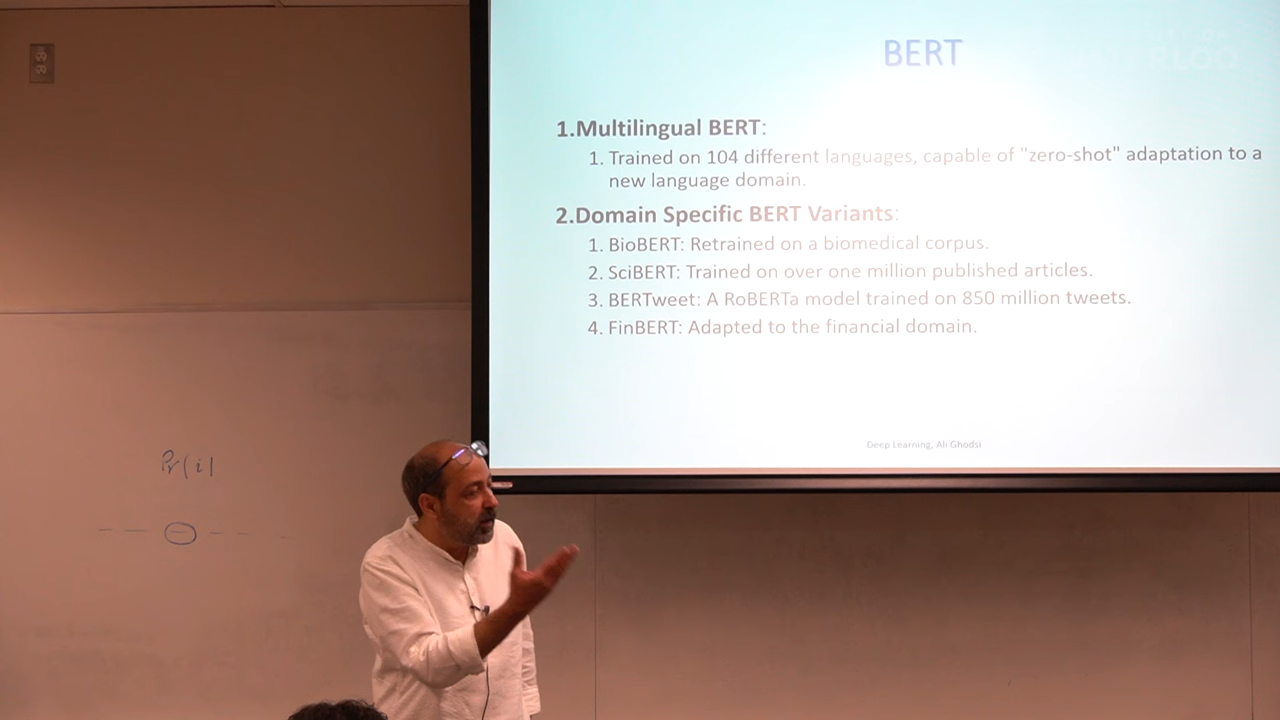 BERT
1.Multilingual BERT:
1. Trained on 104 different languages, capable of "zero-shot" adaptation to a
new language domain.
2.Domain Specific BERT Variants:
1. BioBERT: Retrained on a biomedical corpus.
2. SciBERT: Trained on over one million published articles.
3. BERTweet: A RoBERTa model trained on 850 million tweets.
4. FinBERT: Adapted to the financial domain.
Deep Learning, Ali Ghodsi
Pr(i|